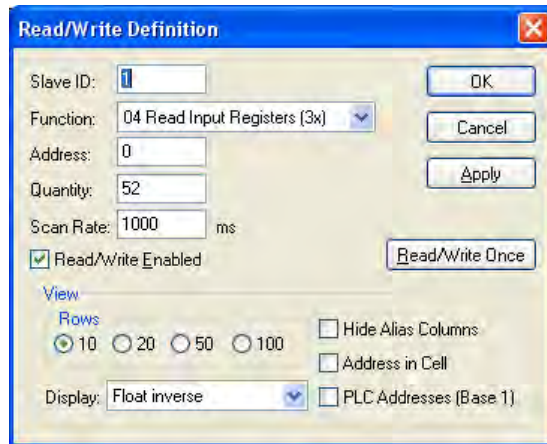 Read/Write Definition
Slave ID: 1 OK
Function: 04 Read Input Registers (3x) Cancel
Address: 0
Quantity: 52 Apply
Scan Rate: 1000 ms
Read/Write Enabled Read/Write Once
View
Rows
10 20 50 100 Hide Alias Columns
Address in Cell
Display: Float inverse PLC Addresses (Base 1)